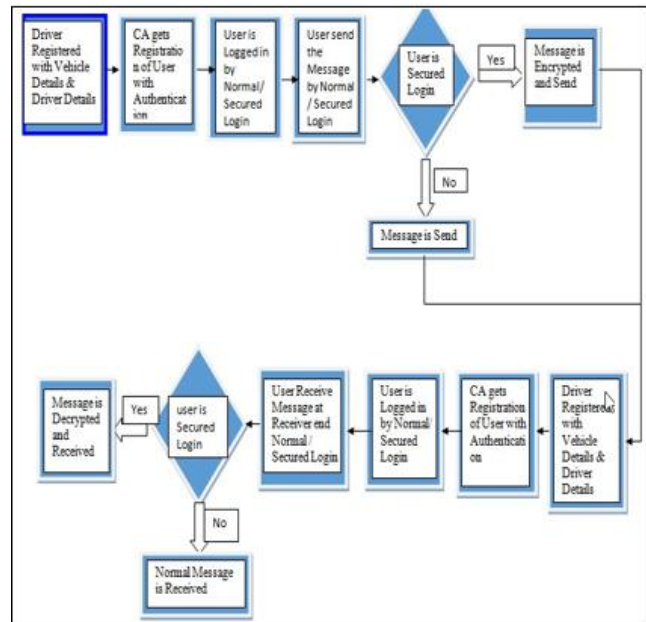 Driver
Registered
with Vehicle
Details &
Driver Details
CA gets
Registrati
on of User
with
Authenticat
ion
User is
Logged in
by
Normal/
Secured
Login
User send
the
Message
by Normal
/ Secured
Login
User is
Secured
Login
Yes
Message is
Encrypted
and Send
No
Message is Send
Driver
Registered
with
Vehicle
Details &
Driver
Details
CA gets
Registration
of User with
Authenticati
on
User is
Logged in
by Normal/
Secured
Login
User Receive
Message at
Receiver end
Normal /
Secured Login
user is
Secured
Login
Yes
Message is
Decrypted
and
Received
No
Normal Message
is Received